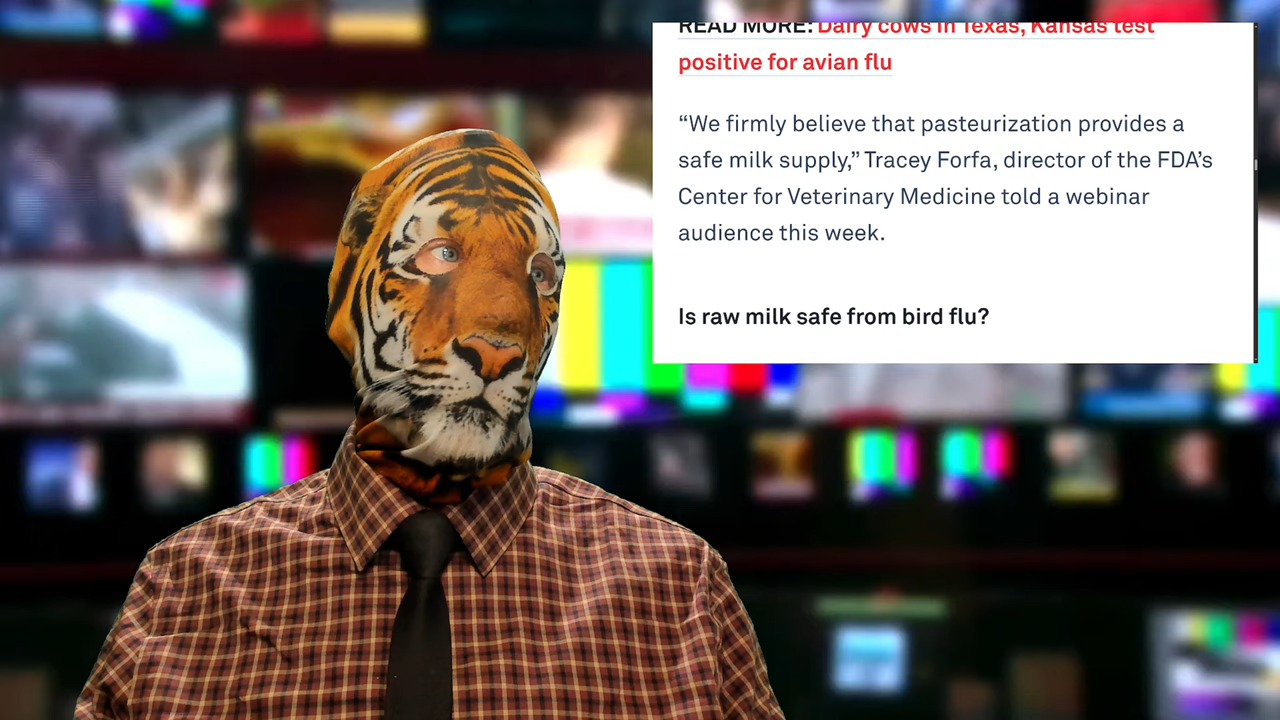 READ MORE: Dairy cows in Texas, Kansas test
positive for avian flu
“We firmly believe that pasteurization provides a
safe milk supply,” Tracey Forfa, director of the FDA’s
Center for Veterinary Medicine told a webinar
audience this week.
Is raw milk safe from bird flu?